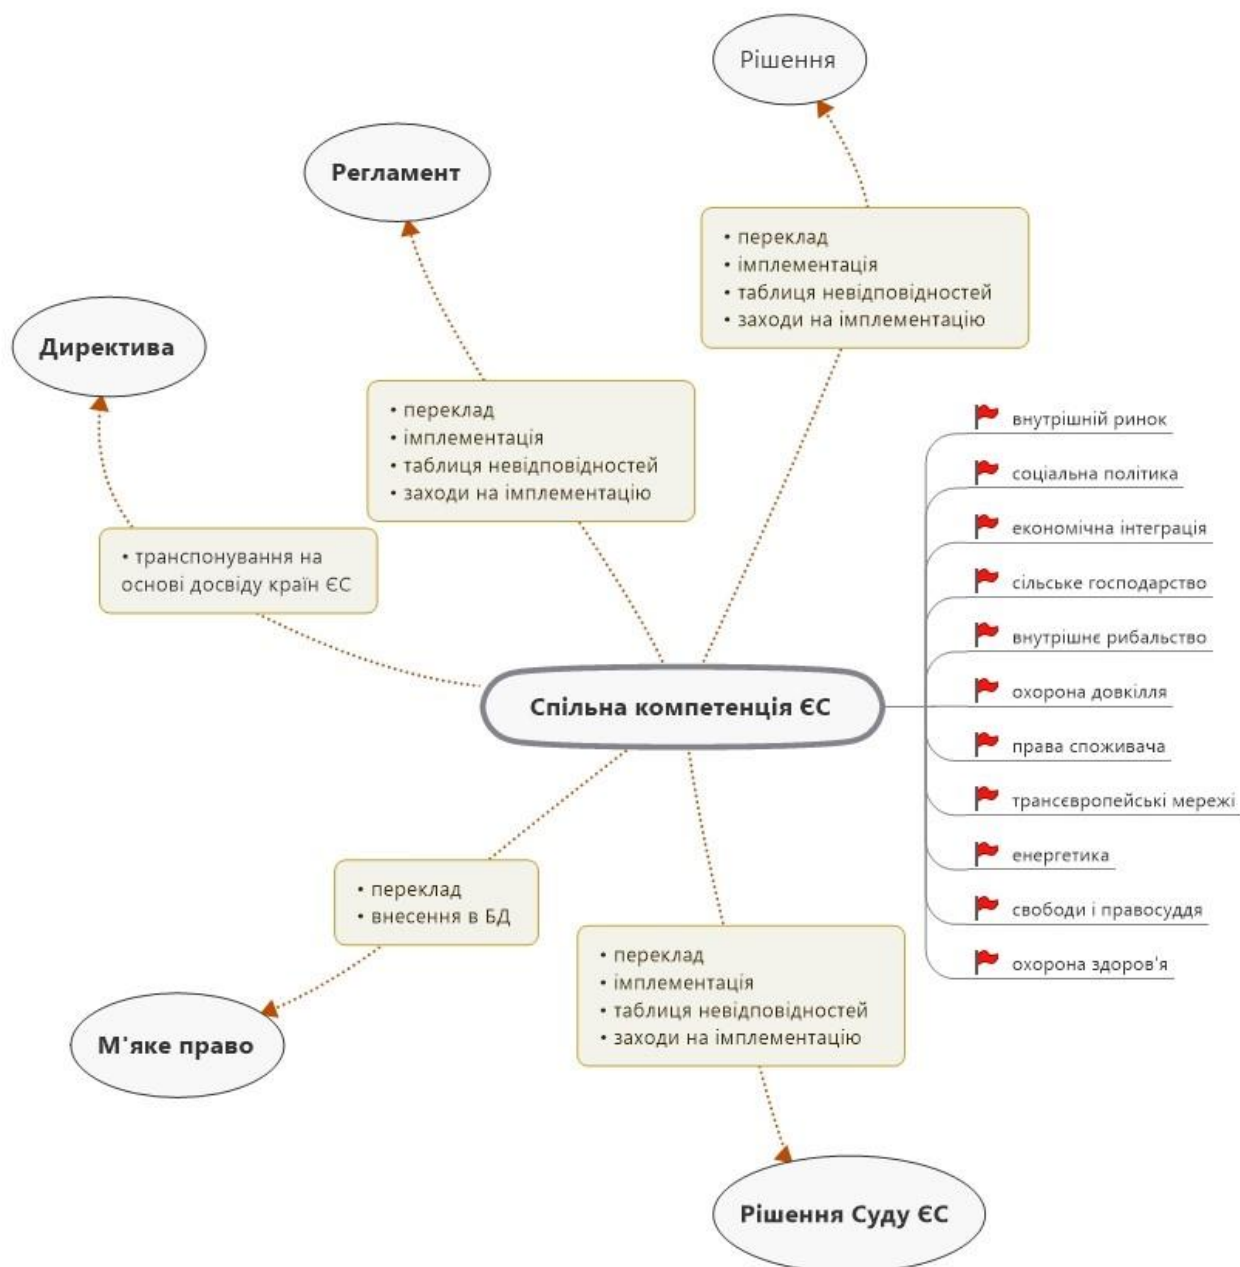 Рішення
Регламент
• переклад
• імплементація
• таблиця невідповідностей
• заходи на імплементацію
Директива
• переклад
• імплементація
• таблиця невідповідностей
• заходи на імплементацію
• транспонування на
основі досвіду країн ЄС
Спільна компетенція ЄС
внутрішній ринок
соціальна політика
економічна інтеграція
сільське господарство
внутрішнє рибальство
охорона довкілля
права споживача
трансєвропейські мережі
енергетика
свободи і правосуддя
охорона здоров'я
• переклад
• внесення в БД
• переклад
• імплементація
• таблиця невідповідностей
• заходи на імплементацію
М'яке право
Рішення Суду ЄС